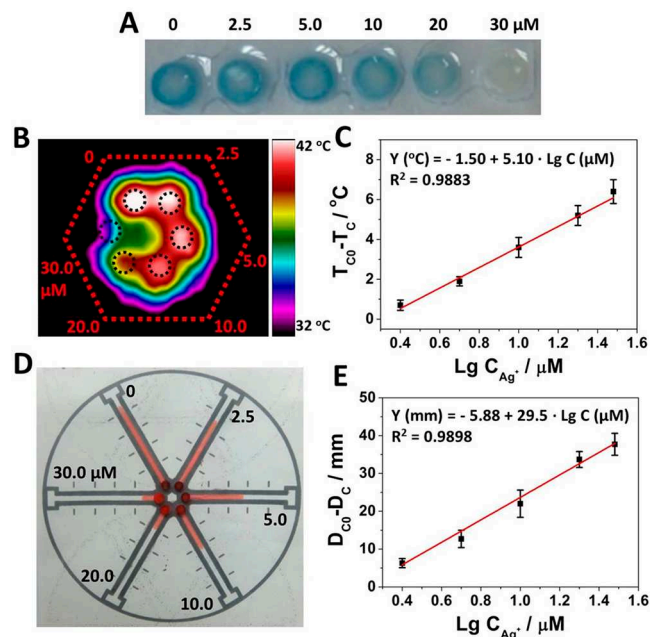 A
0 2.5 5.0 10 20 30 μM
B
0
2.5
5.0
10.0
20.0
30.0
μM
42 °C
32 °C
C
Y (°C) = - 1.50 + 5.10 · Lg C (μM)
R² = 0.9883
T_C0-T_C / °C
8
6
4
2
0
0.4 0.6 0.8 1.0 1.2 1.4 1.6
Lg C_Ag⁺ / μM
D
0
2.5
30.0 μM
5.0
20.0
10.0
E
Y (mm) = - 5.88 + 29.5 · Lg C (μM)
R² = 0.9898
D_C0-D_C / mm
50
40
30
20
10
0
0.4 0.6 0.8 1.0 1.2 1.4 1.6
Lg C_Ag⁺ / μM